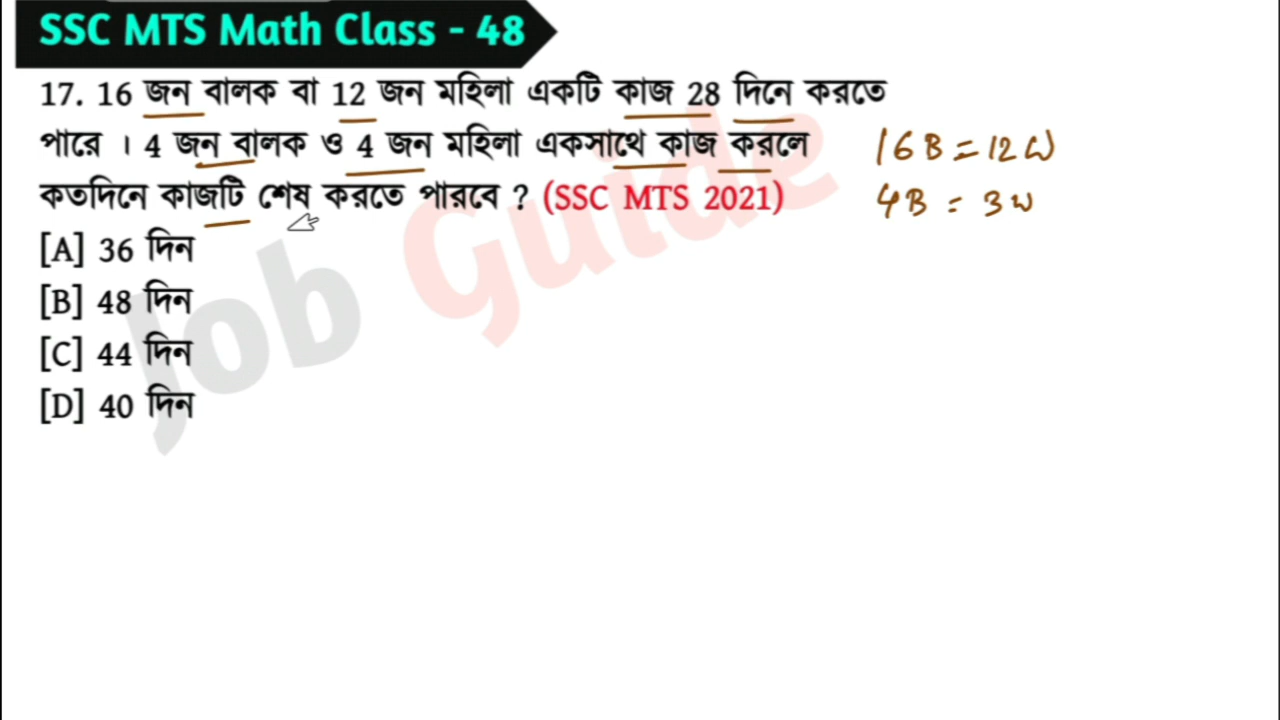 SSC MTS Math Class - 48
17. 16 জন বালক বা 12 জন মহিলা একটি কাজ 28 দিনে করতে
পারে । 4 জন বালক ও 4 জন মহিলা একসাথে কাজ করলে
কতদিনে কাজটি শেষ করতে পারবে ? (SSC MTS 2021)
[A] 36 দিন
[B] 48 দিন
[C] 44 দিন
[D] 40 দিন
16B = 12W
4B = 3W
Job Guide